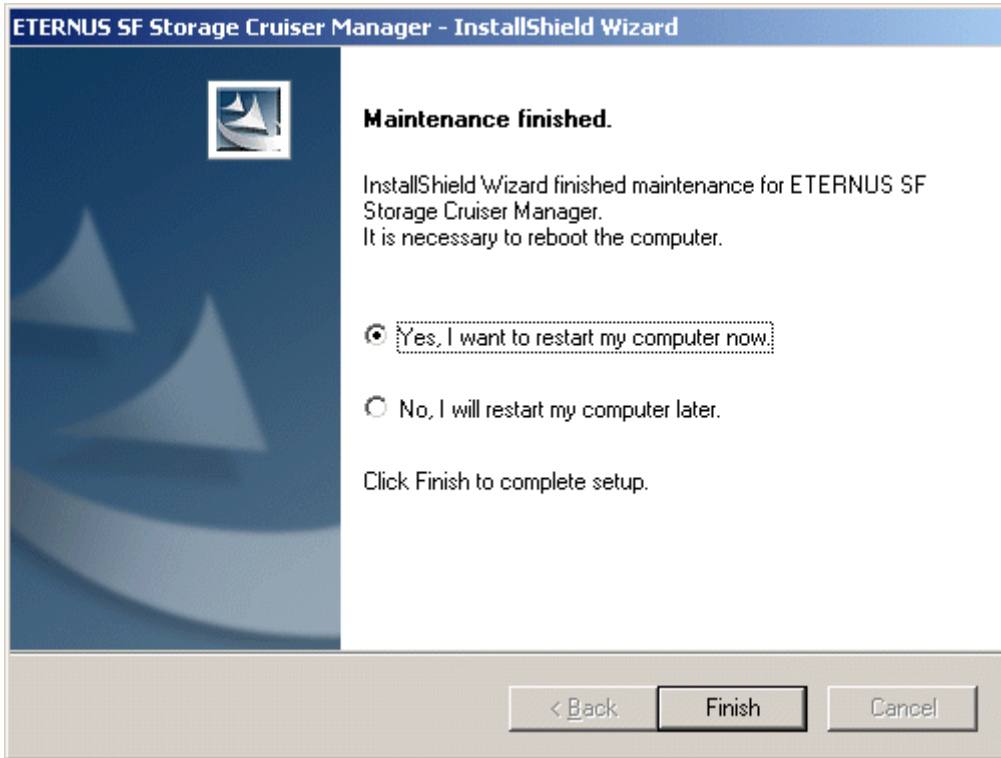 ETERNUS SF Storage Cruiser Manager - InstallShield Wizard
Maintenance finished.
InstallShield Wizard finished maintenance for ETERNUS SF
Storage Cruiser Manager.
It is necessary to reboot the computer.
Yes, I want to restart my computer now.
No, I will restart my computer later.
Click Finish to complete setup.
< Back
Finish
Cancel